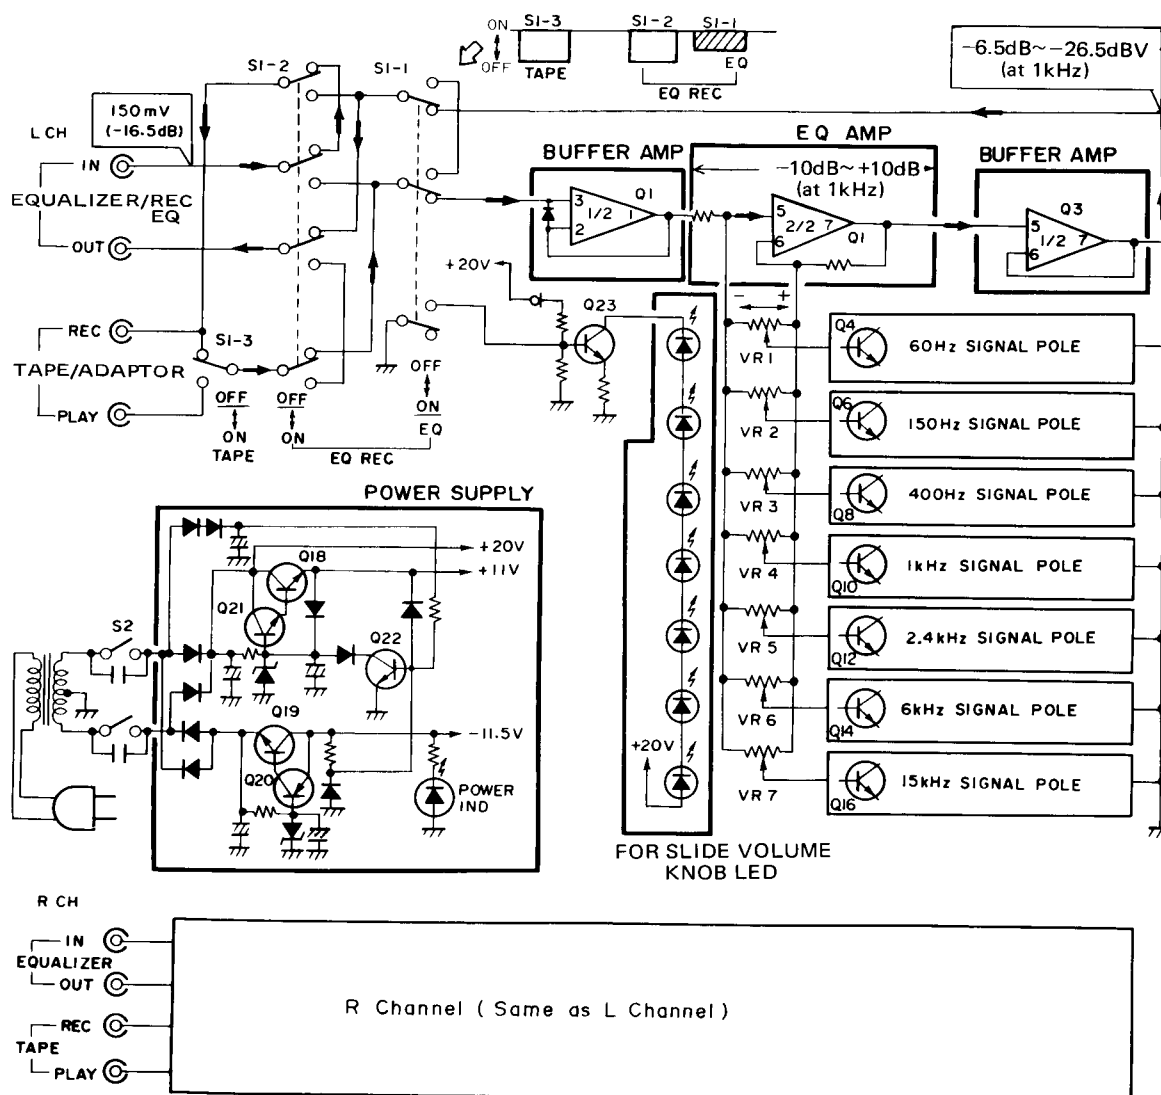 ON
OFF
S1-3
S1-2
S1-1
TAPE
EQ
EQ REC
-6.5dB~-26.5dBV
(at 1kHz)
S1-2
S1-1
150mV
(-16.5dB)
L CH
IN
EQUALIZER/REC
EQ
OUT
REC
TAPE/ADAPTOR
PLAY
S1-3
OFF
ON
TAPE
OFF
ON
OFF
ON
EQ
EQ REC
BUFFER AMP
Q1
3
1/2
1
2
EQ AMP
-10dB~+10dB
(at 1kHz)
5
2/2
7
6
Q1
BUFFER AMP
Q3
5
1/2
7
6
+20V
Q23
- +
VR1
Q4
60Hz SIGNAL POLE
VR2
Q6
150Hz SIGNAL POLE
VR3
Q8
400Hz SIGNAL POLE
VR4
Q10
1kHz SIGNAL POLE
VR5
Q12
2.4kHz SIGNAL POLE
VR6
Q14
6kHz SIGNAL POLE
VR7
Q16
15kHz SIGNAL POLE
+20V
FOR SLIDE VOLUME
KNOB LED
POWER SUPPLY
+20V
+11V
Q18
Q21
Q22
S2
Q19
Q20
-11.5V
POWER
IND
R CH
IN
EQUALIZER
OUT
REC
TAPE
PLAY
R Channel ( Same as L Channel )